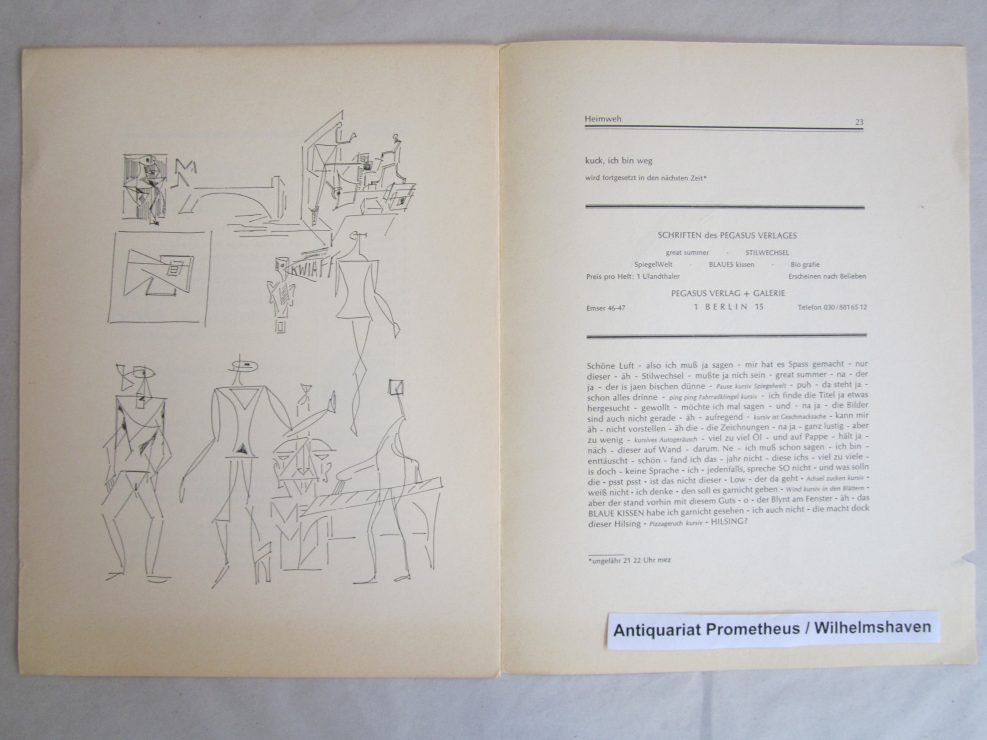 KWIAFF
Heimweh 23
kuck, ich bin weg
wird fortgesetzt in den nächsten Zeit*
SCHRIFTEN des PEGASUS VERLAGES
great summer - STILWECHSEL
SpiegelWelt - BLAUES kissen - Bio grafie
Preis pro Heft: 1 Ulandthaler Erscheinen nach Belieben
PEGASUS VERLAG + GALERIE
Emser 46-47 1 BERLIN 15 Telefon 030/8816512
Schöne Luft - also ich muß ja sagen - mir hat es Spass gemacht - nur
dieser - äh - Stilwechsel - mußte ja nich sein - great summer - na - der
ja - der is jaen bischen dünne - Pause kursiv Spiegelwelt - puh - da steht ja -
schon alles drinne - ping ping Fahrradklingel kursiv - ich finde die Titel ja etwas
hergesucht - gewollt - möchte ich mal sagen - und - na ja - die Bilder
sind auch nicht gerade - äh - aufregend - kursiv ist Geschmacksache - kann mir
äh - nicht vorstellen - äh die - die Zeichnungen - na ja - ganz lustig - aber
zu wenig - kursives Autogeräusch - viel zu viel Öl - und auf Pappe - hält ja -
näch - dieser auf Wand - darum. Ne - ich muß schon sagen - ich bin -
enttäuscht - schön - fand ich das - jahr nicht - diese ichs - viel zu viele -
is doch - keine Sprache - ich - jedenfalls, spreche SO nicht - und was solln
die - psst psst - ist das nicht dieser - Low - der da geht - Achsel zucken kursiv -
weiß nicht - ich denke - den soll es garnicht geben - Wind kursiv in den Blättern -
aber der stand vorhin mit diesem Guts - o - der Blynt am Fenster - äh - das
BLAUE KISSEN habe ich garnicht gesehen - ich auch nicht - die macht dock
dieser Hilsing - Pizzageruch kursiv - HILSING?
*ungefähr 21 22 Uhr mez
Antiquariat Prometheus / Wilhelmshaven